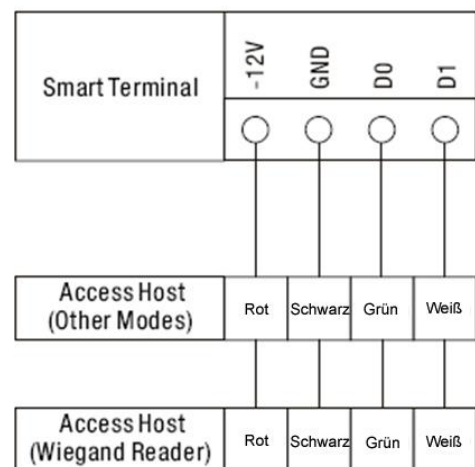 Smart Terminal
-12V
GND
D0
D1
Access Host
(Other Modes)
Rot
Schwarz
Grün
Weiß
Access Host
(Wiegand Reader)
Rot
Schwarz
Grün
Weiß